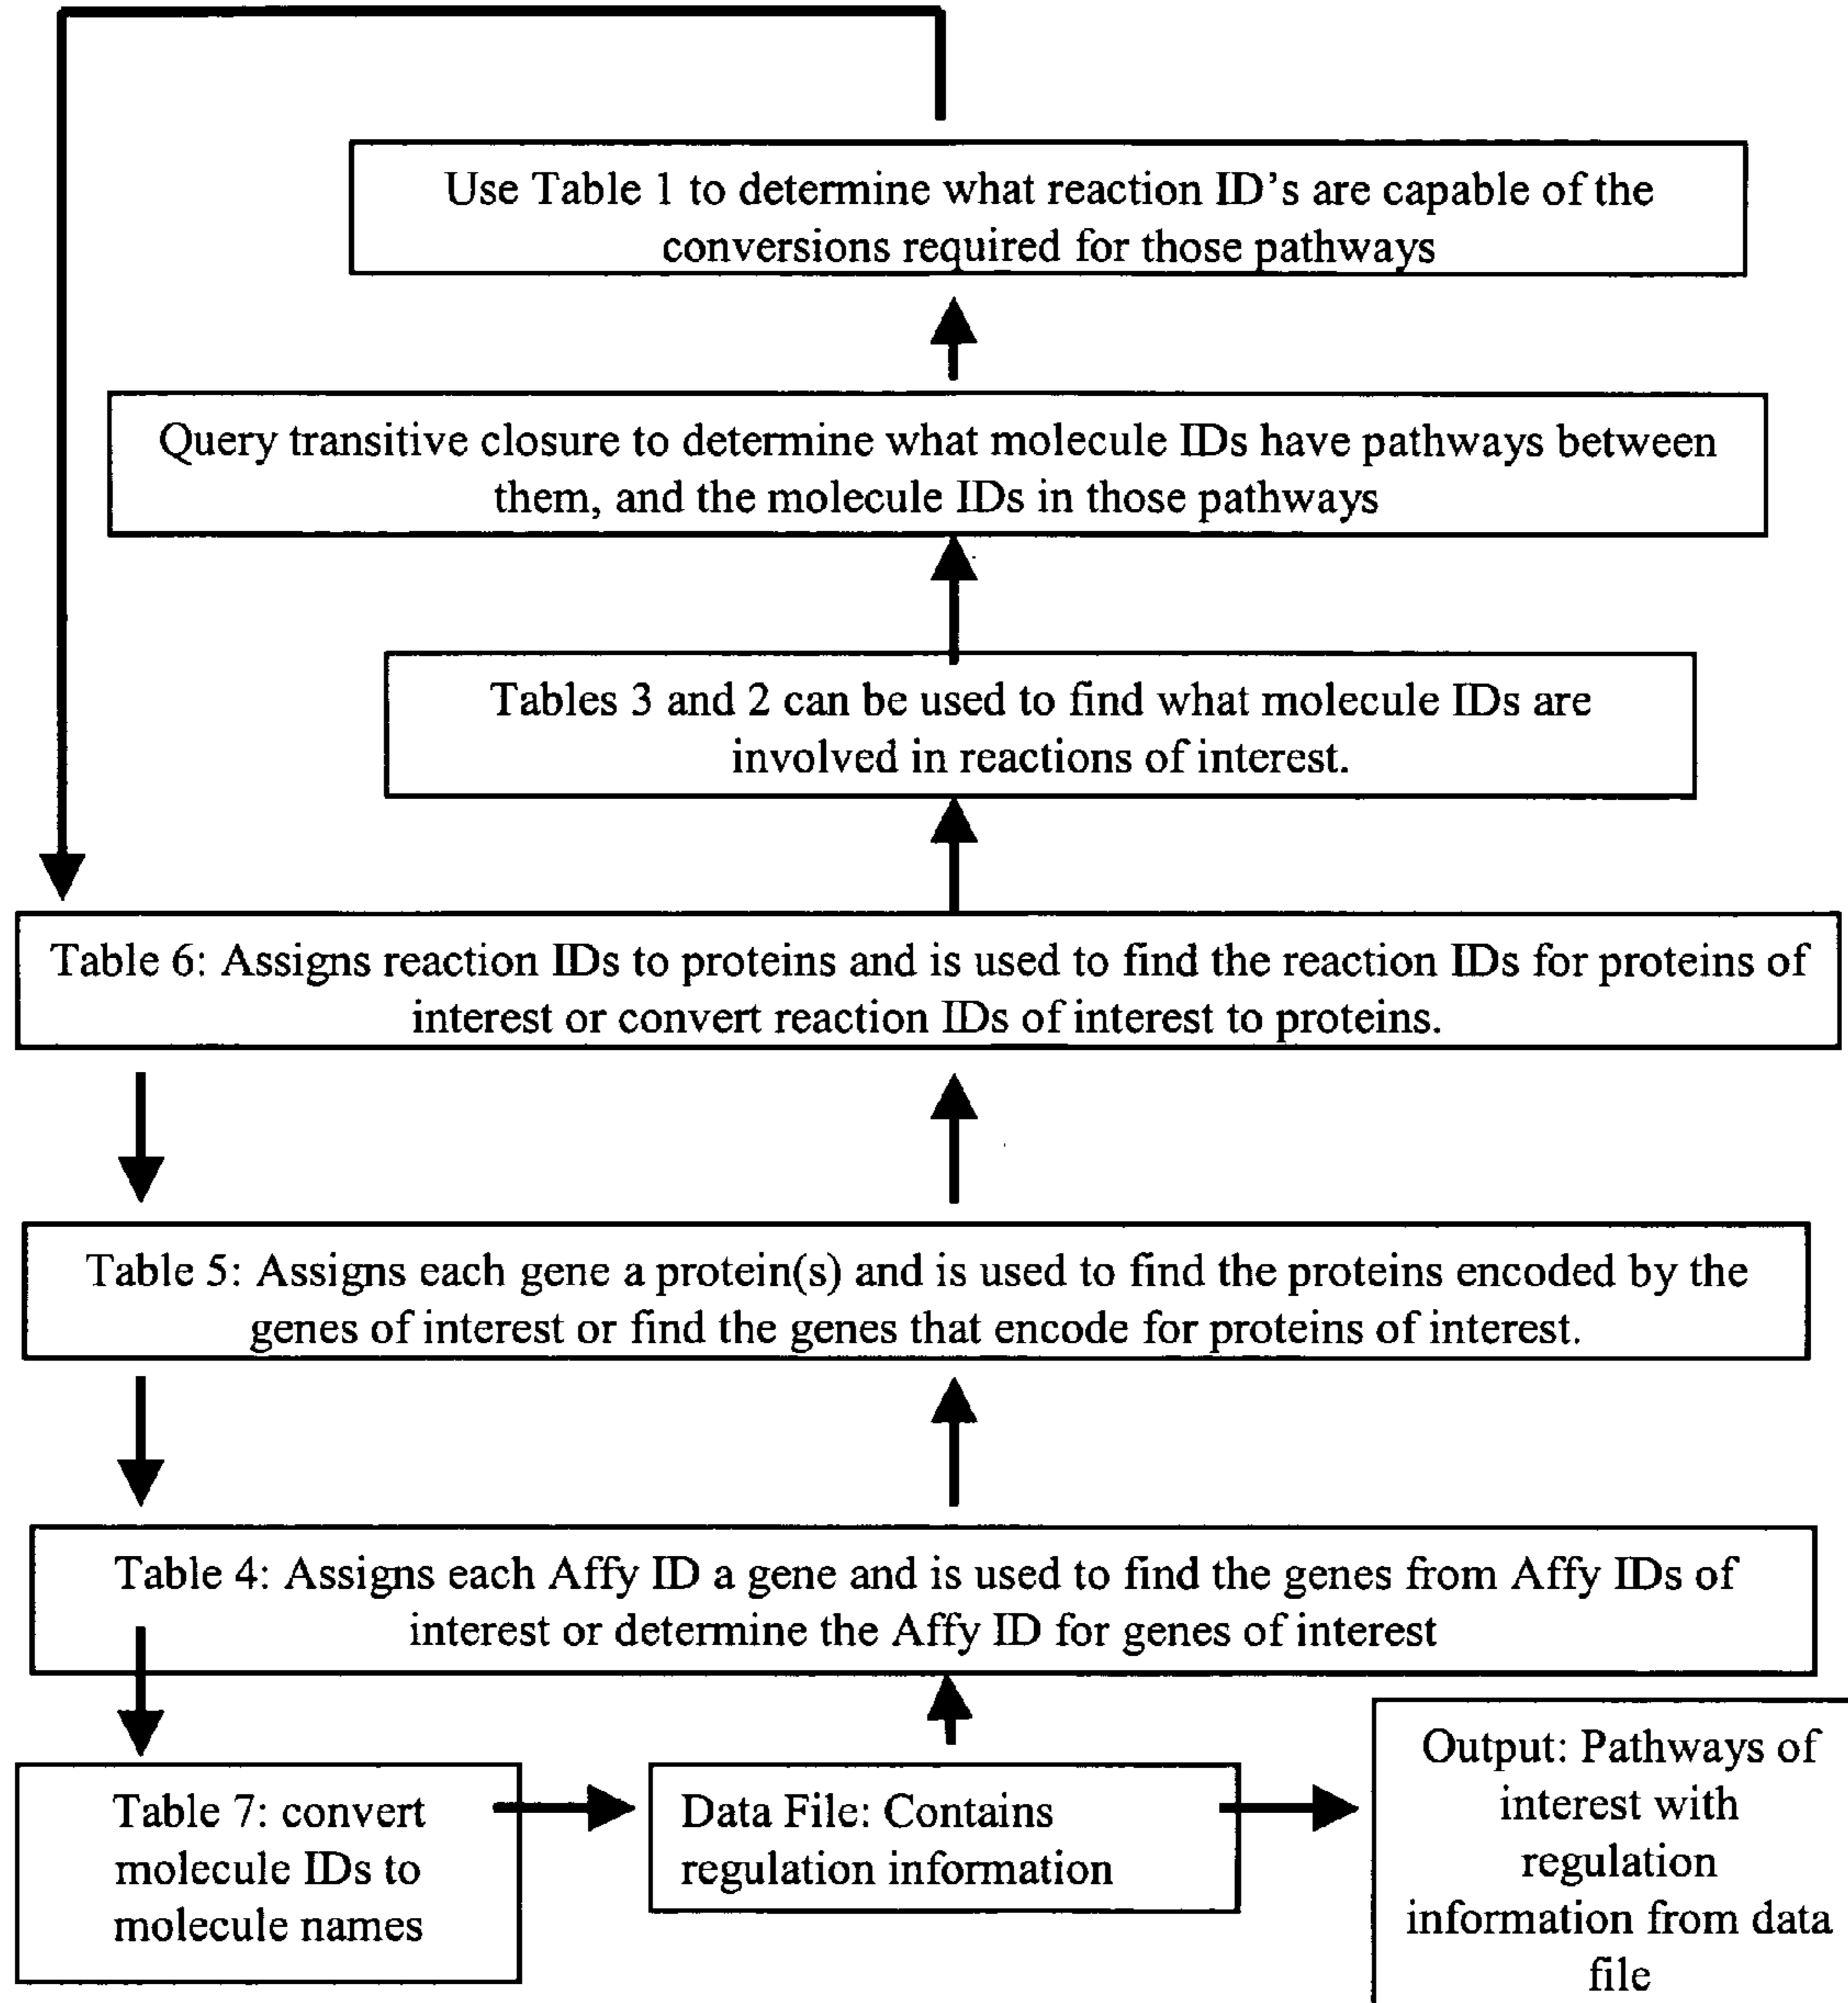 Use Table 1 to determine what reaction ID's are capable of the
conversions required for those pathways
Query transitive closure to determine what molecule IDs have pathways between
them, and the molecule IDs in those pathways
Tables 3 and 2 can be used to find what molecule IDs are
involved in reactions of interest.
Table 6: Assigns reaction IDs to proteins and is used to find the reaction IDs for proteins of
interest or convert reaction IDs of interest to proteins.
Table 5: Assigns each gene a protein(s) and is used to find the proteins encoded by the
genes of interest or find the genes that encode for proteins of interest.
Table 4: Assigns each Affy ID a gene and is used to find the genes from Affy IDs of
interest or determine the Affy ID for genes of interest
Table 7: convert
molecule IDs to
molecule names
Data File: Contains
regulation information
Output: Pathways of
interest with
regulation
information from data
file